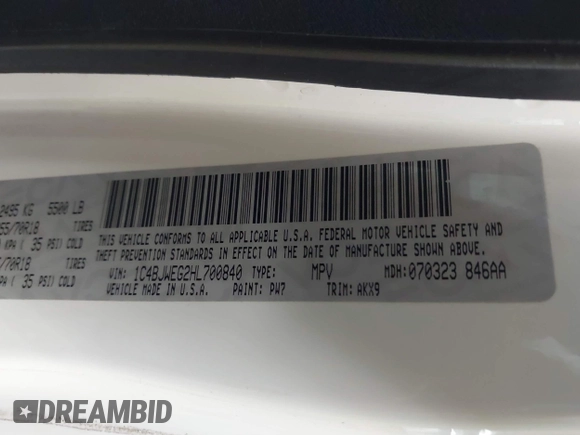 2495 KG 5500 LB
55/70R18 TIRES
KPA ( 35 PSI) COLD
/70R18 TIRES
PA ( 35 PSI) COLD
THIS VEHICLE CONFORMS TO ALL APPLICABLE U.S.A.
FEDERAL MOTOR VEHICLE SAFETY AND
THEFT PREVENTION STANDARDS IN EFFECT ON THE DATE OF MANUFACTURE SHOWN ABOVE.
VIN: 1C4BJWEG2HL700840 TYPE: MPV MDH: 070323 846AA
VEHICLE MADE IN U.S.A. PAINT: PW7 TRIM: AKX9
DREAMBID